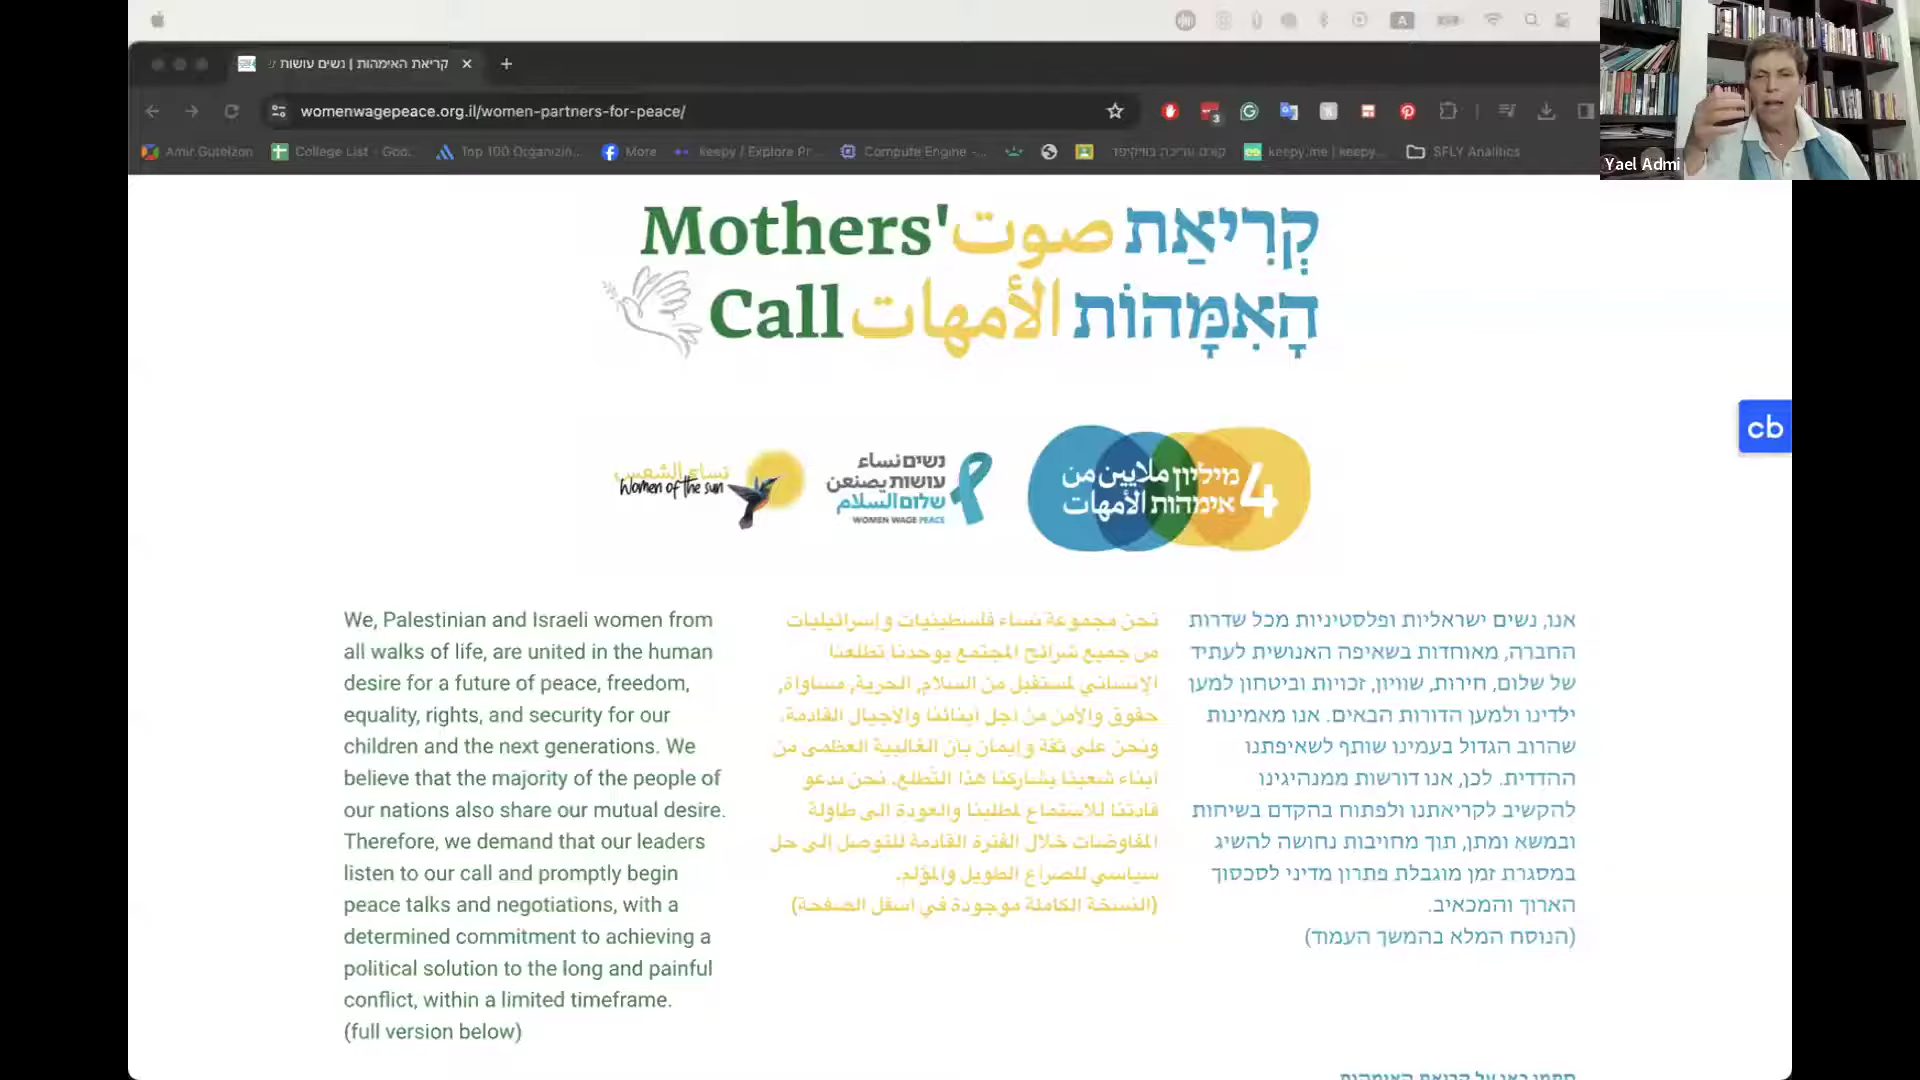 קריאת האימהות | נשים עושות
womenwagepeace.org.il/women-partners-for-peace/
Amir Gutelzon
College List - Goo...
Top 100 Organizin...
More
keepy / Explore Pr...
Compute Engine -...
קורס עריכה בוויקיפד
keepy.me | keepy...
SFLY Analitics
Yael Admi
Mothers' صوت קְרִיאַת
Call الأمهات הָאִמָּהוֹת
نساء الشمس
Women of the sun
נשים نساء
עושות يصنعن
שלום السلام
WOMEN WAGE PEACE
4 מיליון ملايين من
אימהות الأمهات
cb
We, Palestinian and Israeli women from
all walks of life, are united in the human
desire for a future of peace, freedom,
equality, rights, and security for our
children and the next generations. We
believe that the majority of the people of
our nations also share our mutual desire.
Therefore, we demand that our leaders
listen to our call and promptly begin
peace talks and negotiations, with a
determined commitment to achieving a
political solution to the long and painful
conflict, within a limited timeframe.
(full version below)
نحن مجموعة نساء فلسطينيات و إسرائيليات
من جميع شرائح المجتمع يوحدنا تطلعنا
الإنساني لمستقبل من السلام, الحرية, مساواة,
حقوق والأمن من أجل أبنائنا والأجيال القادمة.
ونحن على ثقة و إيمان بأن الغالبية العظمى من
أبناء شعبينا يشاركنا هذا التّطلع. نحن ندعو
قادتنا للاستماع لمطلبنا والعودة الى طاولة
المفاوضات خلال الفترة القادمة للتوصل إلى حل
سياسي للصراع الطويل والمؤلم.
(النسخة الكاملة موجودة في أسفل الصفحة)
אנו, נשים ישראליות ופלסטיניות מכל שדרות
החברה, מאוחדות בשאיפה האנושית לעתיד
של שלום, חירות, שוויון, זכויות וביטחון למען
ילדינו ולמען הדורות הבאים. אנו מאמינות
שהרוב הגדול בעמינו שותף לשאיפתנו
ההדדית. לכן, אנו דורשות ממנהיגינו
להקשיב לקריאתנו ולפתוח בהקדם בשיחות
ובמשא ומתן, תוך מחויבות נחושה להשיג
במסגרת זמן מוגבלת פתרון מדיני לסכסוך
הארוך והמכאיב.
(הנוסח המלא בהמשך העמוד)